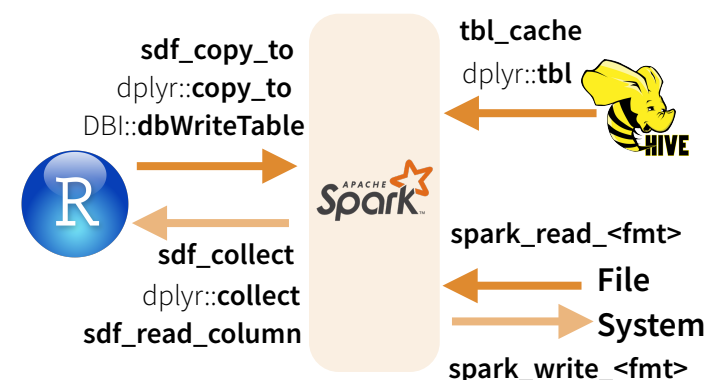 sdf_copy_to
dplyr::copy_to
DBI::dbWriteTable
R
sdf_collect
dplyr::collect
sdf_read_column
APACHE
Spark™
tbl_cache
dplyr::tbl
HIVE
spark_read_<fmt>
File
System
spark_write_<fmt>